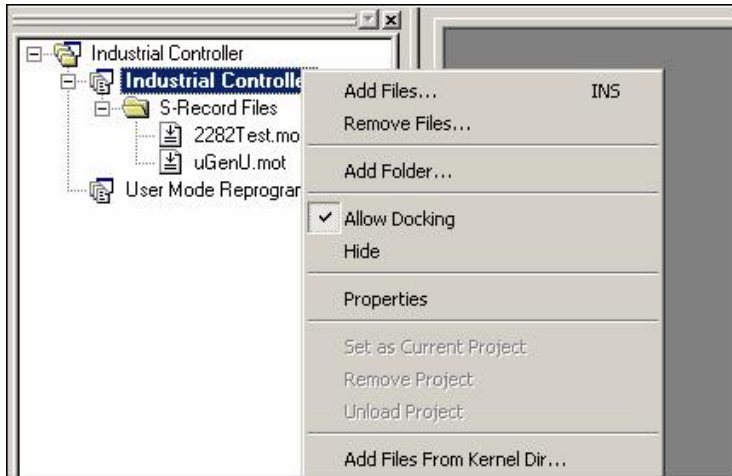 Industrial Controller
Industrial Controlle
S-Record Files
2282Test.mo
uGenU.mot
User Mode Reprogra
Add Files... INS
Remove Files...
Add Folder...
Allow Docking
Hide
Properties
Set as Current Project
Remove Project
Unload Project
Add Files From Kernel Dir...